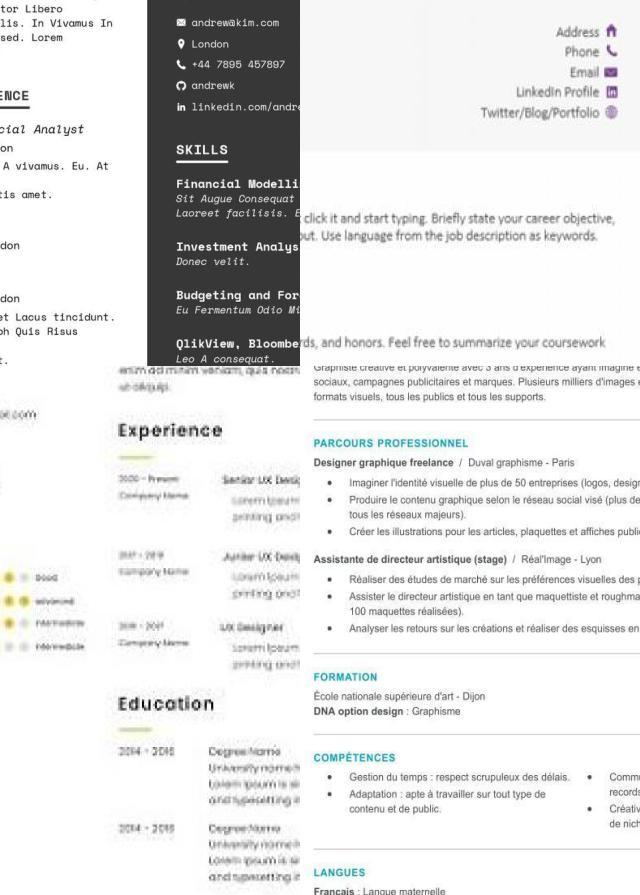 tor Libero
lis. In Vivamus In
sed. Lorem
ENCE
cial Analyst
on
A vivamus. Eu. At
tis amet.
don
don
et Lacus tincidunt.
oh Quis Risus
t.
andrew@kim.com
London
+44 7895 457897
andrewk
linkedin.com/andre
SKILLS
Financial Modelli
Sit Augue Consequat
Laoreet facilisis. E
Investment Analys
Donec velit.
Budgeting and For
Eu Fermentum Odio Mi
QlikView, Bloombe
Leo A consequat.
Address
Phone
Email
LinkedIn Profile
Twitter/Blog/Portfolio
click it and start typing. Briefly state your career objective,
out. Use language from the job description as keywords.
rds, and honors. Feel free to summarize your coursework
enim ad minim veniam, quis nostr
ut aliquip.
ot.com
Good
advanced
intermediate
intermediate
Experience
2020 - Present
Company Name
Senior UX Desig
Lorem Ipsum
printing and
2017 - 2019
Company Name
Junior UX Desig
Lorem Ipsum
printing and
Company Name
UX Designer
Lorem Ipsum
printing and
Education
2014 - 2016
Degree Name
University name
Lorem Ipsum is si
and typesetting i
2014 - 2016
Degree Name
University name
Lorem Ipsum is si
and typesetting i
Graphiste créative et polyvalente avec 3 ans d'expérience ayant imaginé e
sociaux, campagnes publicitaires et marques. Plusieurs milliers d'images
formats visuels, tous les publics et tous les supports.
PARCOURS PROFESSIONNEL
Designer graphique freelance / Duval graphisme - Paris
• Imaginer l'identité visuelle de plus de 50 entreprises (logos, design
• Produire le contenu graphique selon le réseau social visé (plus de
tous les réseaux majeurs).
• Créer les illustrations pour les articles, plaquettes et affiches public
Assistante de directeur artistique (stage) / Réal'Image - Lyon
• Réaliser des études de marché sur les préférences visuelles des p
• Assister le directeur artistique en tant que maquettiste et roughma
100 maquettes réalisées).
• Analyser les retours sur les créations et réaliser des esquisses en
FORMATION
École nationale supérieure d'art - Dijon
DNA option design : Graphisme
COMPÉTENCES
• Gestion du temps : respect scrupuleux des délais.
• Adaptation : apte à travailler sur tout type de
contenu et de public.
• Commu
records
• Créativ
de nich
LANGUES
Français : Langue maternelle